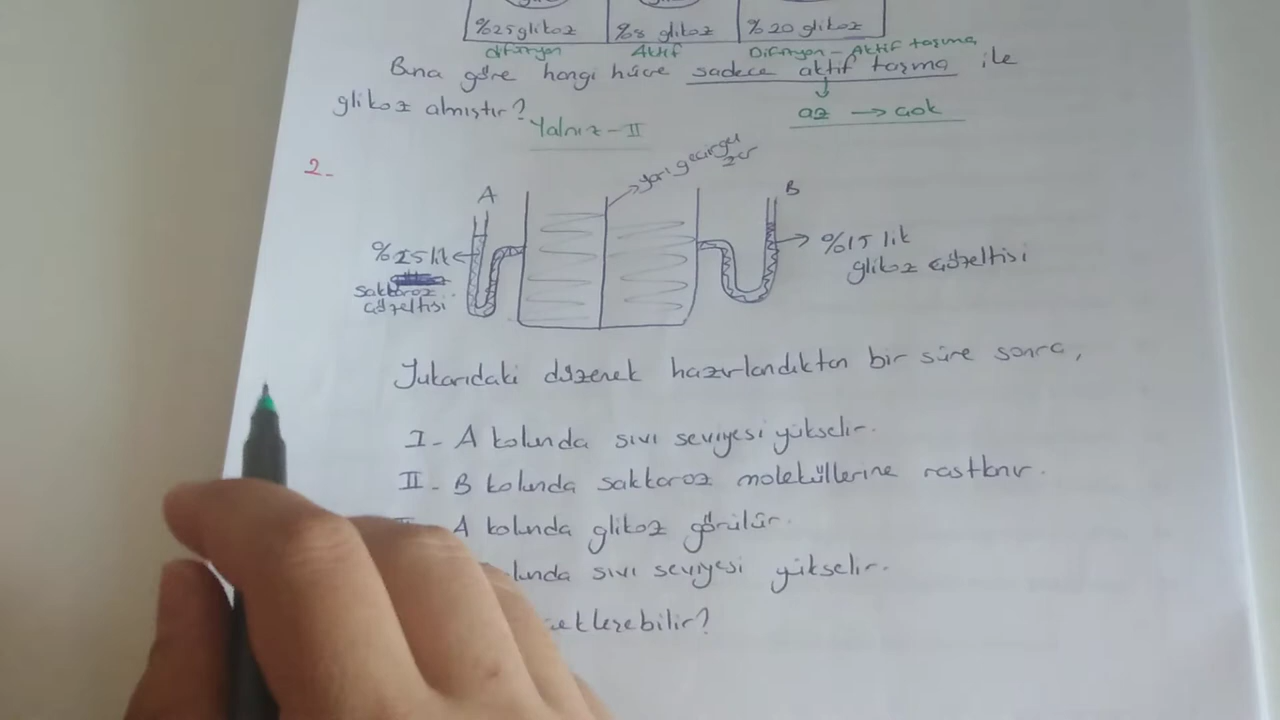 %25 glikoz %8 glikoz %20 glikoz
difüzyon Aktif Difüzyon - Aktif taşıma
Buna göre hangi hücre sadece aktif taşıma ile
glikoz almıştır?
az → çok
Yalnız - II
2-
yarı geçirgen
zar
A
B
%25 lik
sakkaroz
çözeltisi
%15 lik
glikoz çözeltisi
Yukarıdaki düzenek hazırlandıktan bir süre sonra,
I- A kolunda sıvı seviyesi yükselir.
II- B kolunda sakkaroz moleküllerine rastlanır.
A kolunda glikoz görülür.
lunda sıvı seviyesi yükselir.
ekleşebilir?